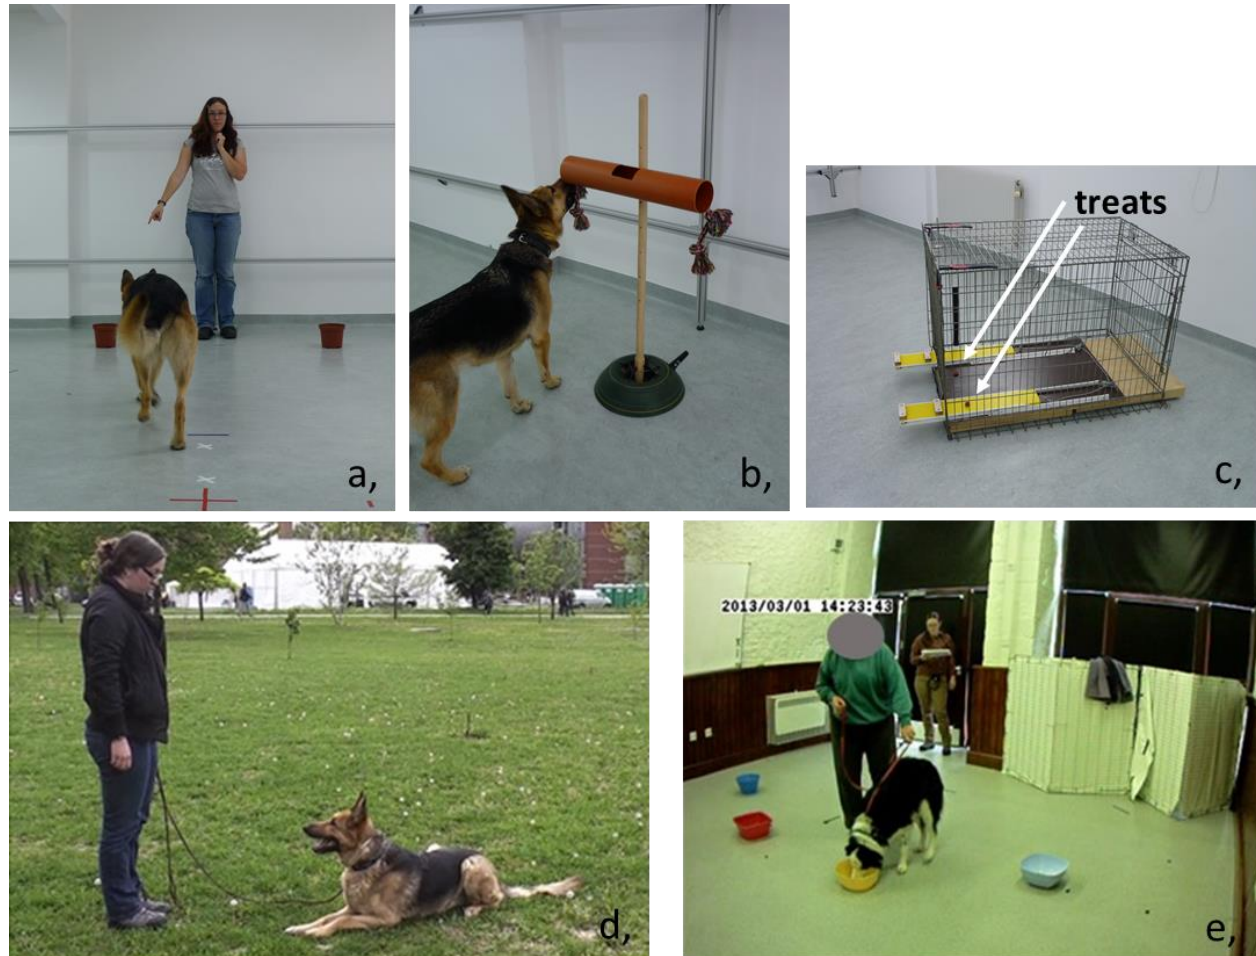 a,
b,
treats
c,
d,
2013/03/01 14:23:43
e,